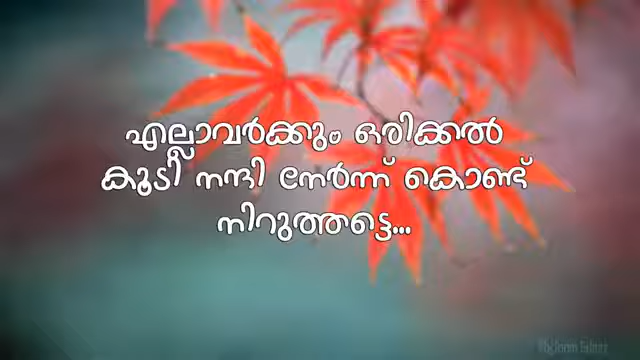 എല്ലാവർക്കും ഒരിക്കൽ
കൂടി നന്ദി നേർന്ന് കൊണ്ട്
നിറുത്തട്ടെ...